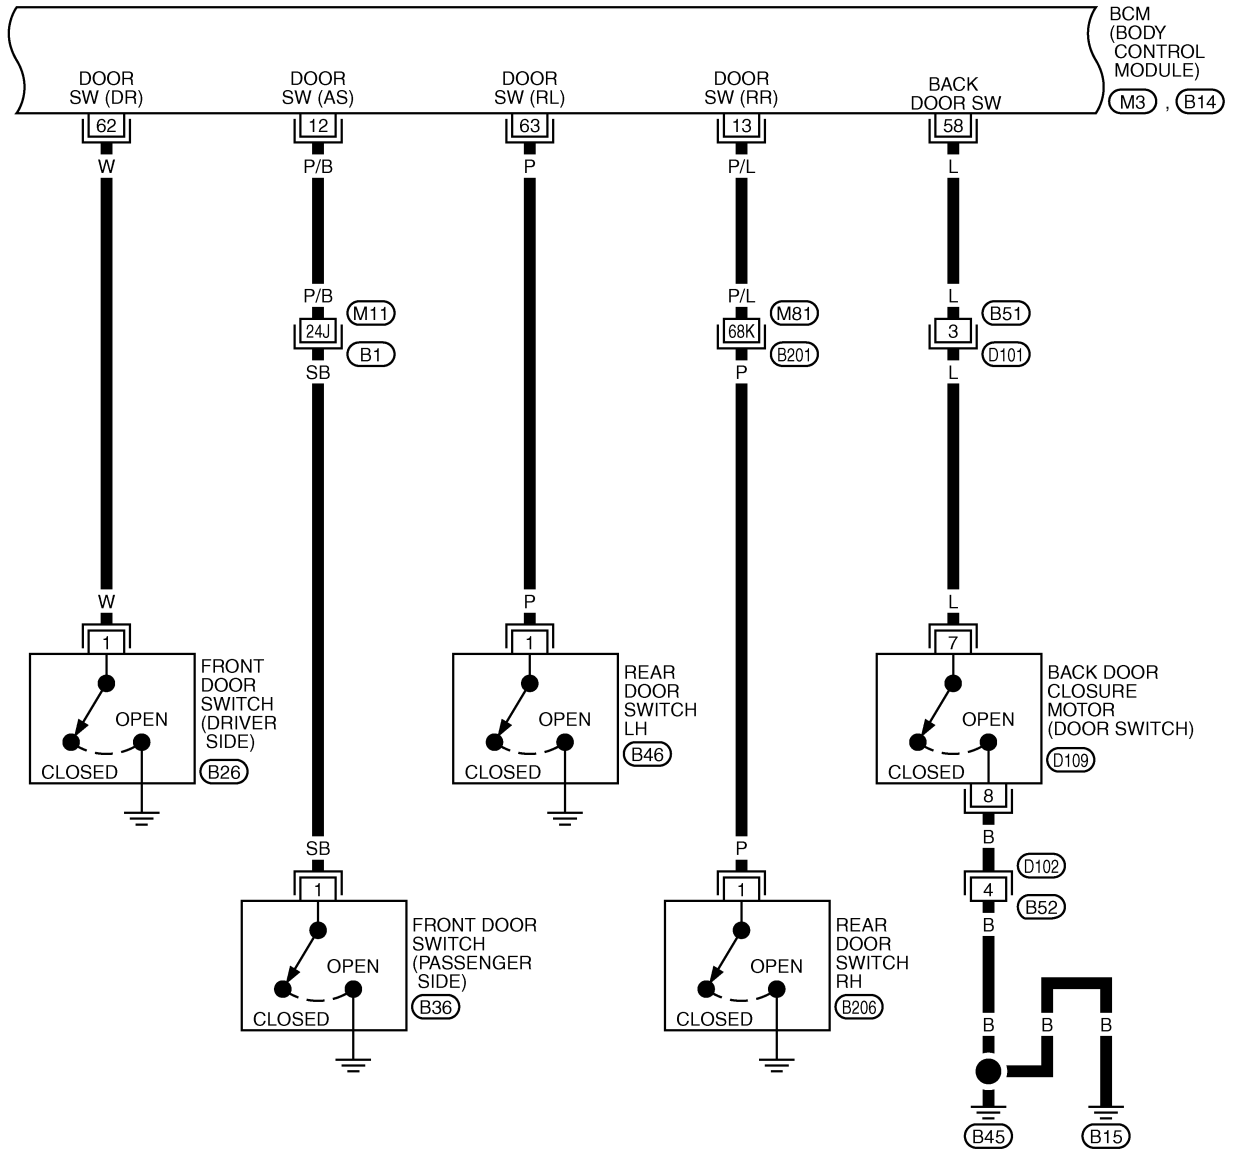 BCM
(BODY
CONTROL
MODULE)
M3 , B14
DOOR
SW (DR)
DOOR
SW (AS)
DOOR
SW (RL)
DOOR
SW (RR)
BACK
DOOR SW
62
12
63
13
58
W
P/B
P
P/L
L
P/B
P/L
L
M11
M81
B51
24J
68K
3
B1
B201
D101
SB
P
L
W
P
L
1
1
7
FRONT
DOOR
SWITCH
(DRIVER
SIDE)
B26
OPEN
CLOSED
REAR
DOOR
SWITCH
LH
B46
OPEN
CLOSED
BACK DOOR
CLOSURE
MOTOR
(DOOR SWITCH)
D109
OPEN
CLOSED
8
B
SB
P
D102
1
1
4
B52
B
FRONT DOOR
SWITCH
(PASSENGER
SIDE)
B36
OPEN
CLOSED
REAR
DOOR
SWITCH
RH
B206
OPEN
CLOSED
B
B
B
B45
B15